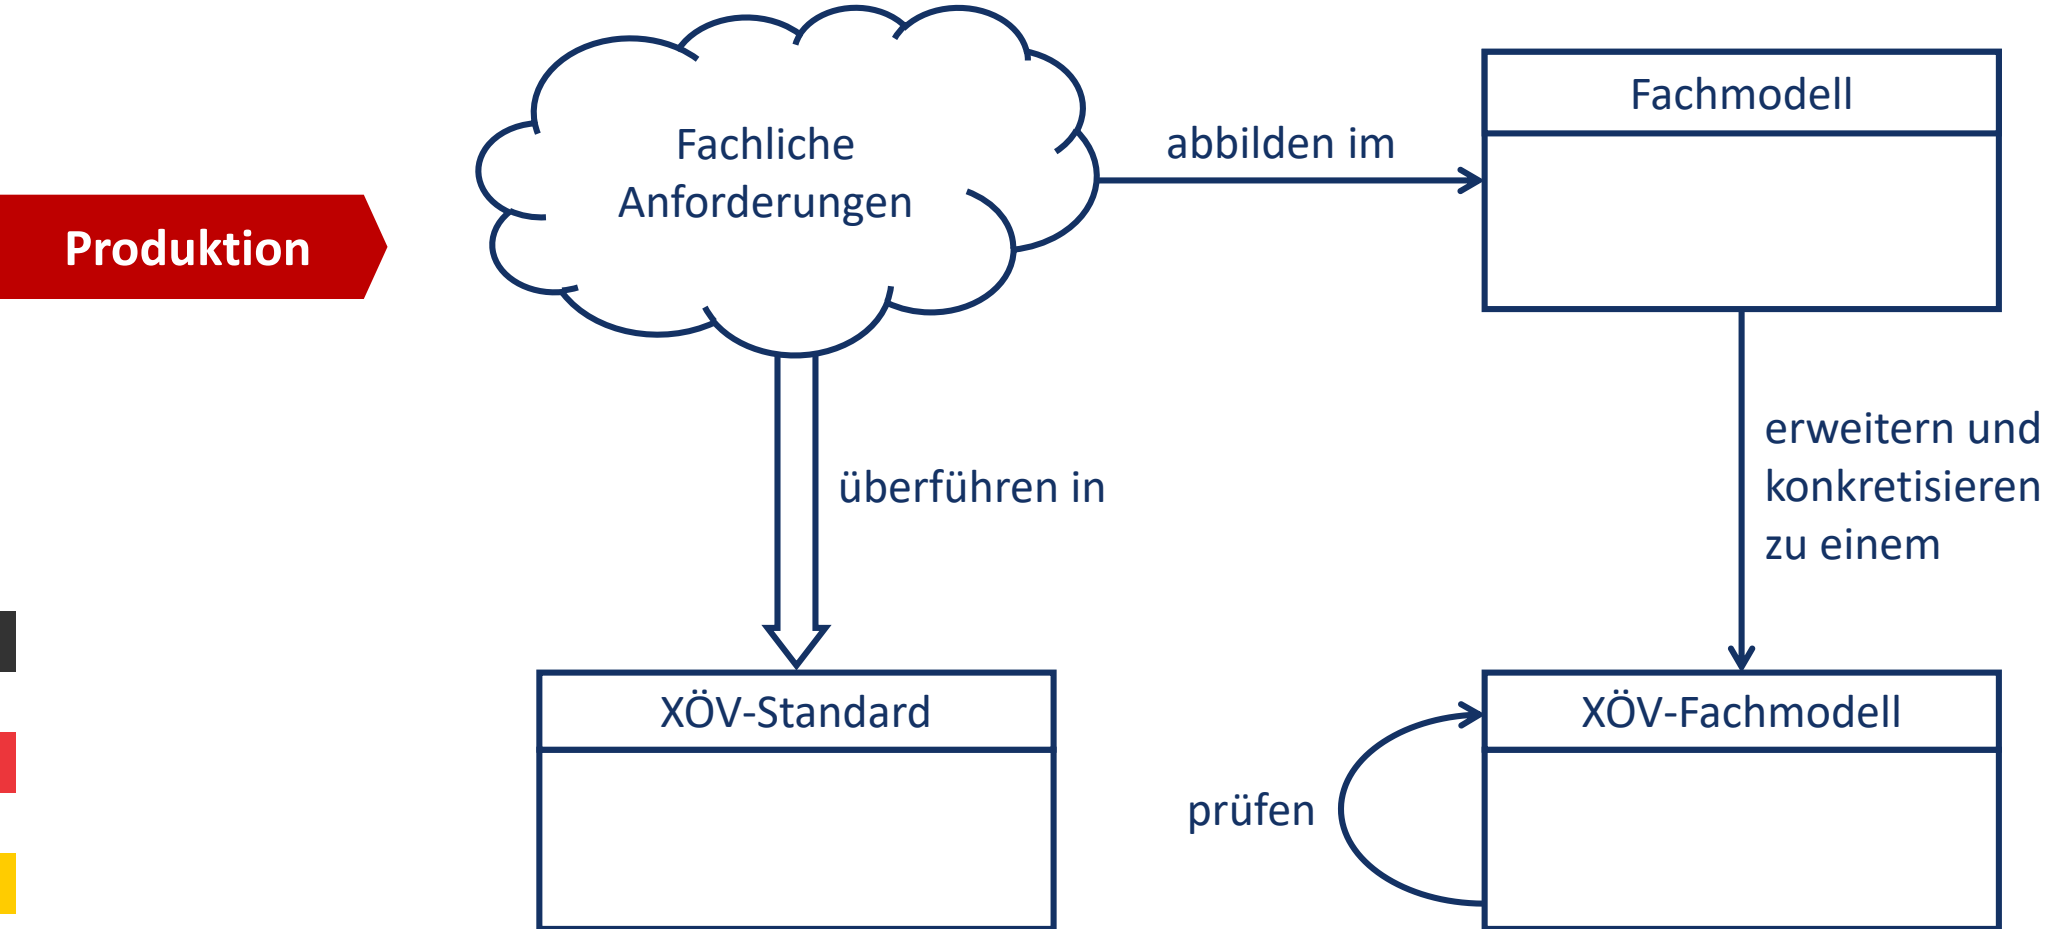 Fachliche
Anforderungen
abbilden im
Fachmodell
Produktion
überführen in
erweitern und
konkretisieren
zu einem
XÖV-Standard
XÖV-Fachmodell
prüfen